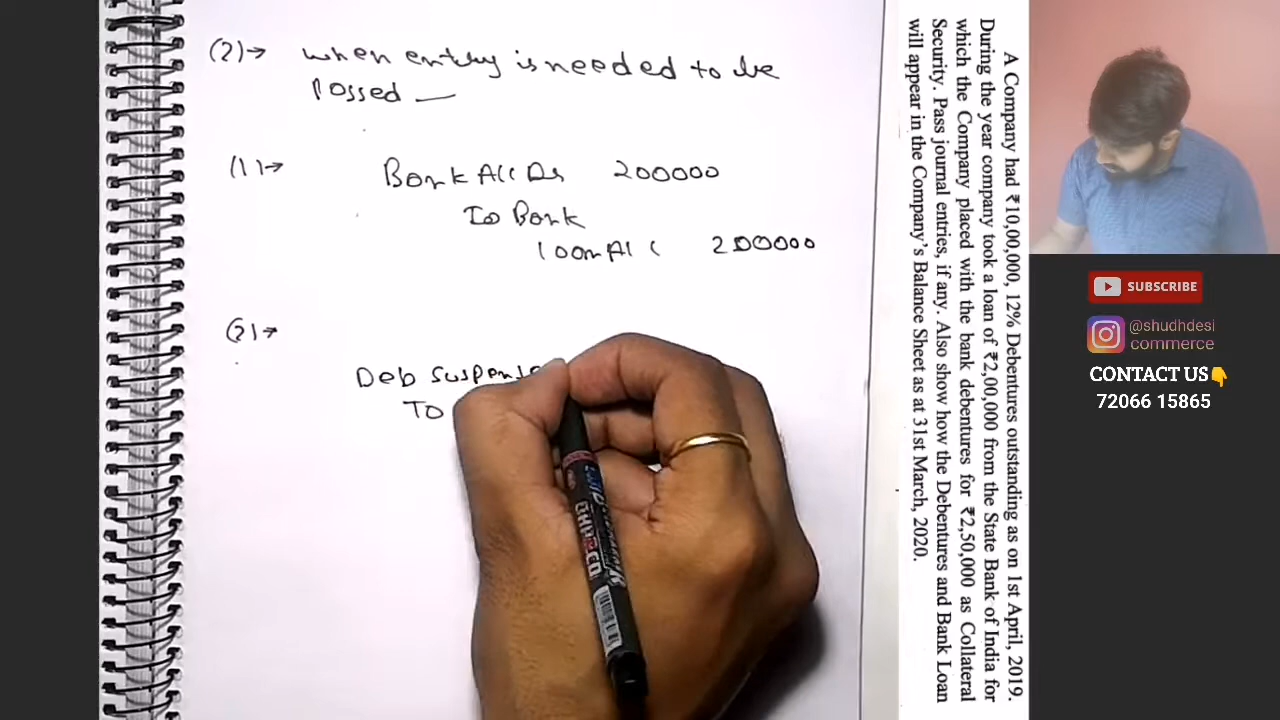 (2)→ when entry is needed to be
passed —
(1)→ Bank A/c Dr 200000
To Bank
loan A/c 200000
(2)→
Deb suspense
To
A Company had ₹10,00,000, 12% Debentures outstanding as on 1st April, 2019.
During the year company took a loan of ₹2,00,000 from the State Bank of India for
which the Company placed with the bank debentures for ₹2,50,000 as Collateral
Security. Pass journal entries, if any. Also show how the Debentures and Bank Loan
will appear in the Company's Balance Sheet as at 31st March, 2020.
SUBSCRIBE
@shudhdesi
commerce
CONTACT US👇
72066 15865